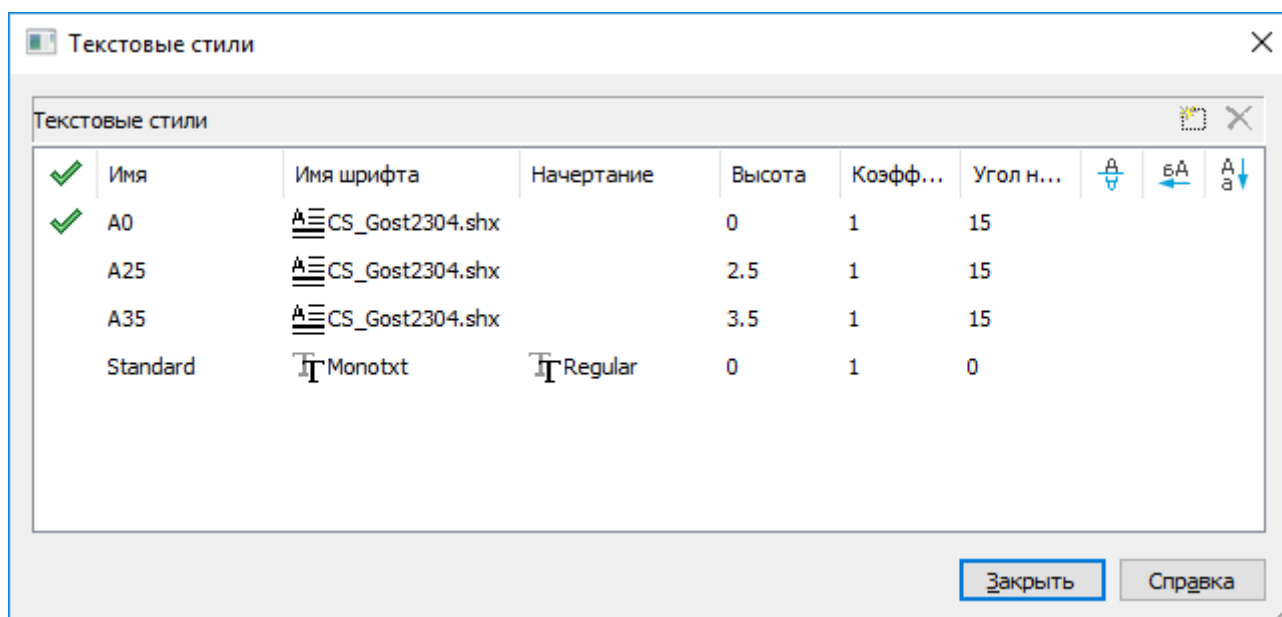 Текстовые стили
Текстовые стили
Имя Имя шрифта Начертание Высота Коэфф... Угол н...
A0 CS_Gost2304.shx 0 1 15
A25 CS_Gost2304.shx 2.5 1 15
A35 CS_Gost2304.shx 3.5 1 15
Standard Monotxt Regular 0 1 0
Закрыть Справка